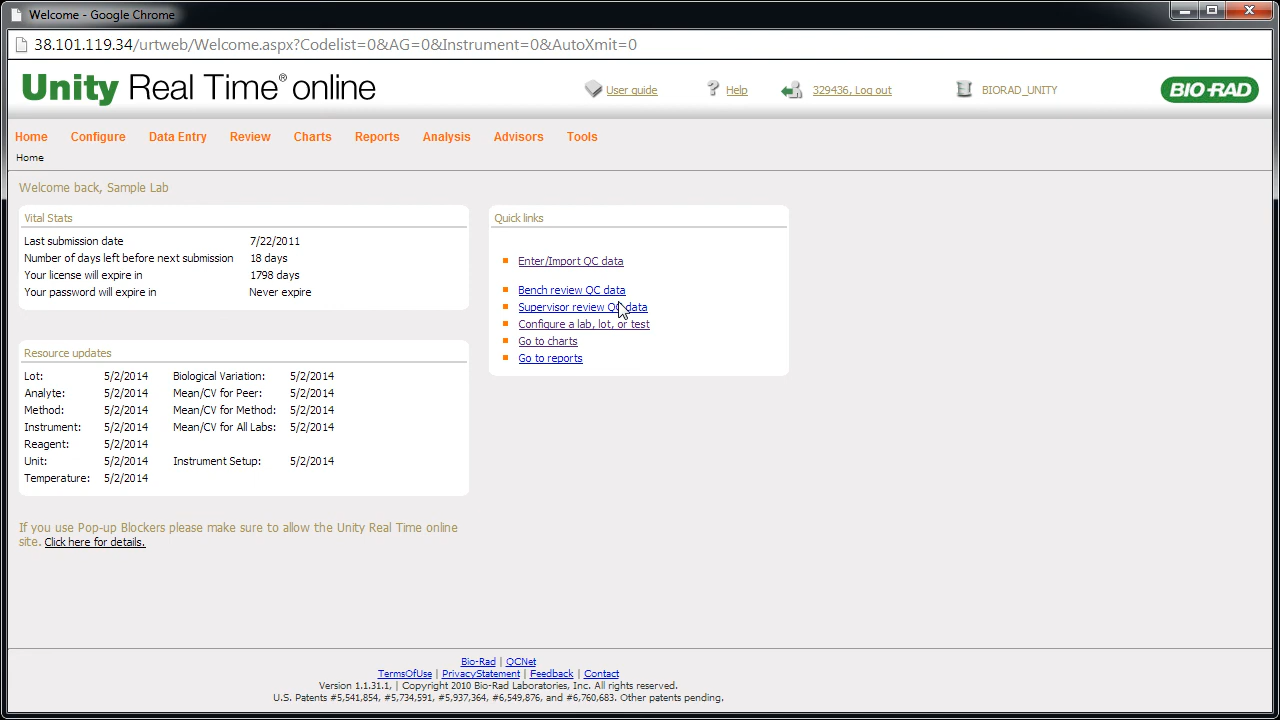 Welcome - Google Chrome
38.101.119.34/urtweb/Welcome.aspx?Codelist=0&AG=0&Instrument=0&AutoXmit=0
Unity Real Time® online
User guide
Help
329436, Log out
BIORAD_UNITY
BIO-RAD
Home Configure Data Entry Review Charts Reports Analysis Advisors Tools
Home
Welcome back, Sample Lab
Vital Stats
Last submission date 7/22/2011
Number of days left before next submission 18 days
Your license will expire in 1798 days
Your password will expire in Never expire
Quick links
Enter/Import QC data
Bench review QC data
Supervisor review QC data
Configure a lab, lot, or test
Go to charts
Go to reports
Resource updates
Lot: 5/2/2014 Biological Variation: 5/2/2014
Analyte: 5/2/2014 Mean/CV for Peer: 5/2/2014
Method: 5/2/2014 Mean/CV for Method: 5/2/2014
Instrument: 5/2/2014 Mean/CV for All Labs: 5/2/2014
Reagent: 5/2/2014
Unit: 5/2/2014 Instrument Setup: 5/2/2014
Temperature: 5/2/2014
If you use Pop-up Blockers please make sure to allow the Unity Real Time online
site. Click here for details.
Bio-Rad | QCNet
TermsOfUse | PrivacyStatement | Feedback | Contact
Version 1.1.31.1, | Copyright 2010 Bio-Rad Laboratories, Inc. All rights reserved.
U.S. Patents #5,541,854, #5,734,591, #5,937,364, #6,549,876, and #6,760,683. Other patents pending.